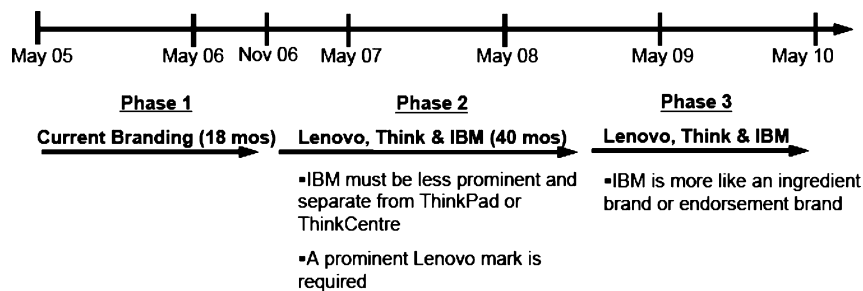 May 05 May 06 Nov 06 May 07 May 08 May 09 May 10
Phase 1
Current Branding (18 mos)
Phase 2
Lenovo, Think & IBM (40 mos)
▪IBM must be less prominent and
separate from ThinkPad or
ThinkCentre
▪A prominent Lenovo mark is
required
Phase 3
Lenovo, Think & IBM
▪IBM is more like an ingredient
brand or endorsement brand